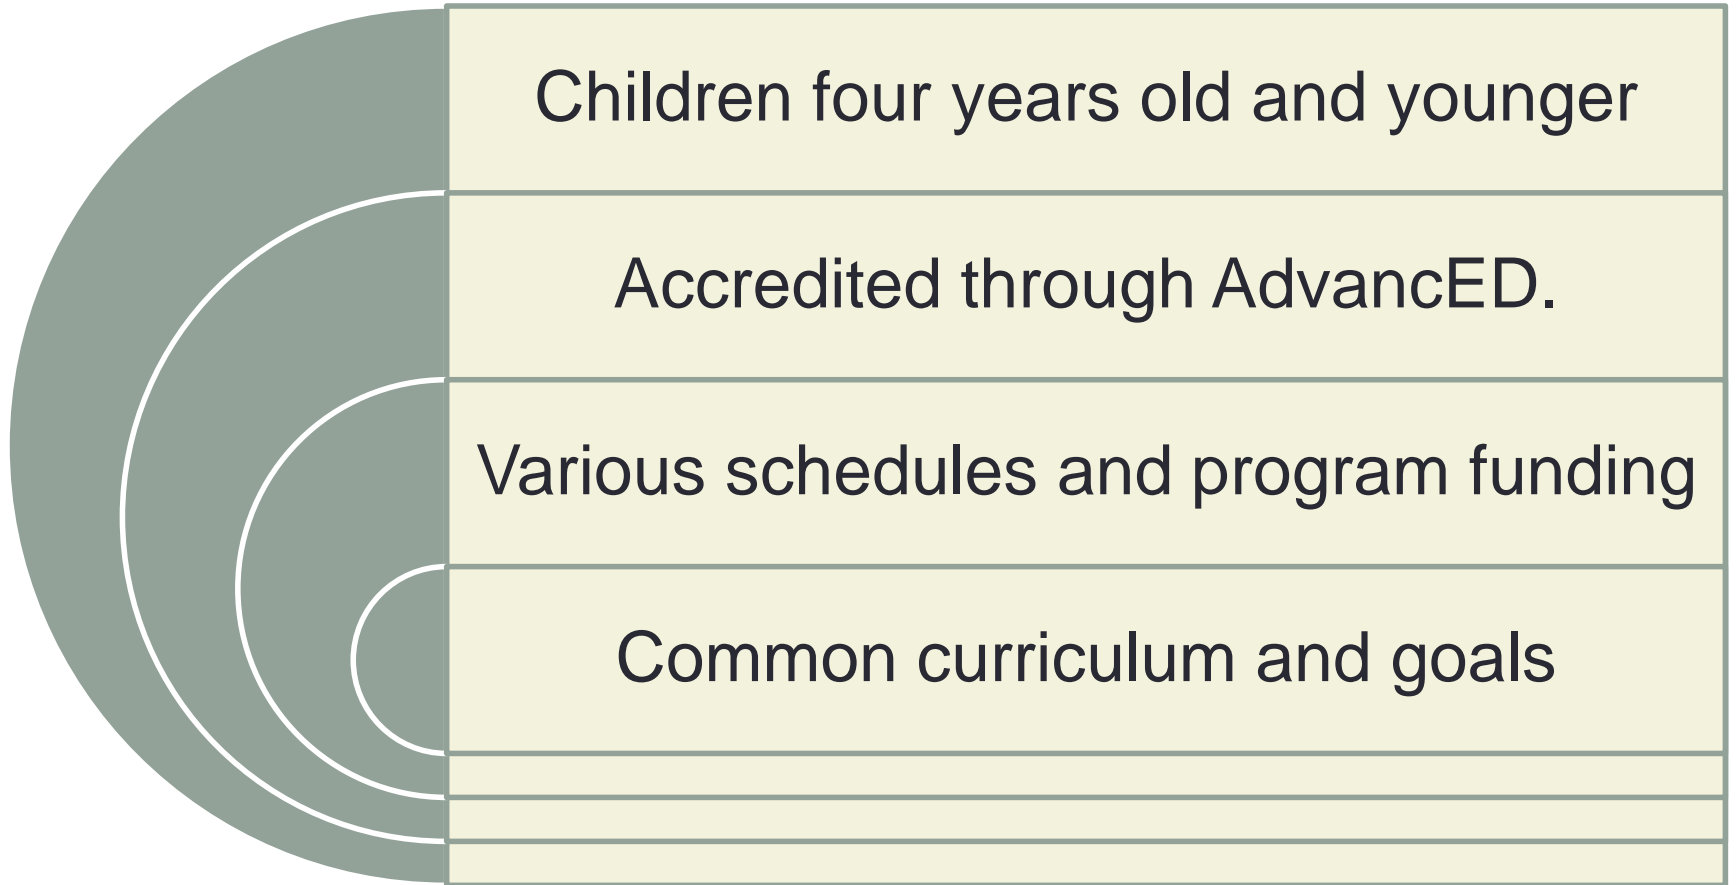 Children four years old and younger
Accredited through AdvancED.
Various schedules and program funding
Common curriculum and goals